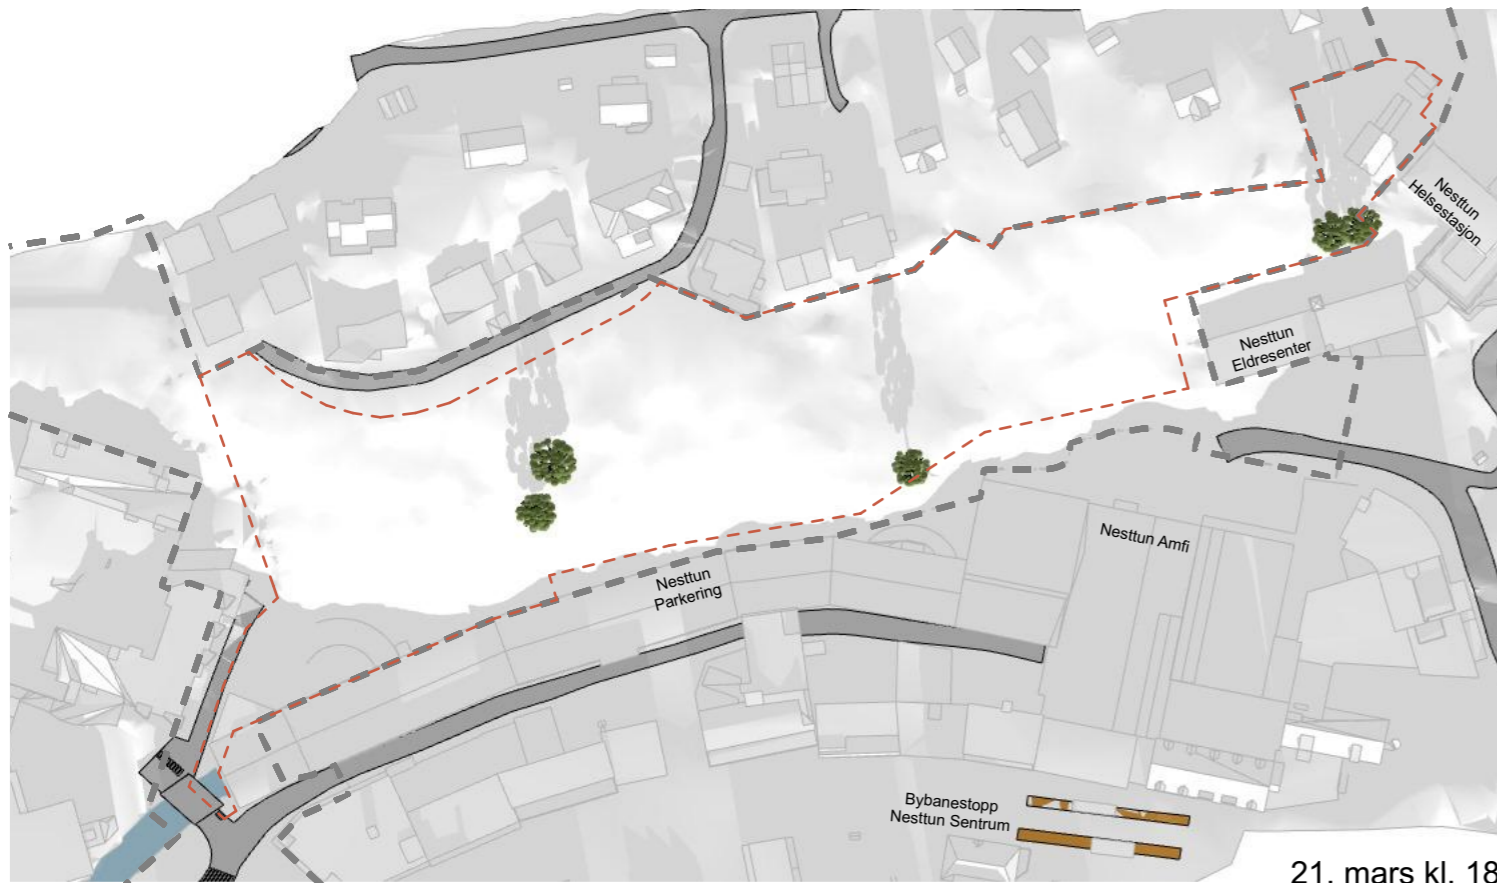 Nesttun
Helsestasjon
Nesttun
Eldresenter
Nesttun Amfi
Nesttun
Parkering
Bybanestopp
Nesttun Sentrum
21. mars kl. 18